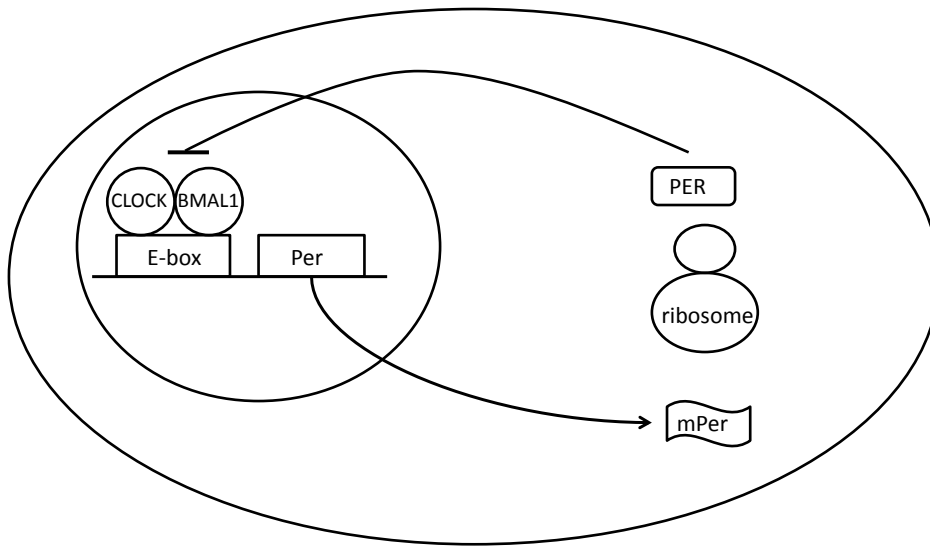 CLOCK
BMAL1
E-box
Per
PER
ribosome
mPer